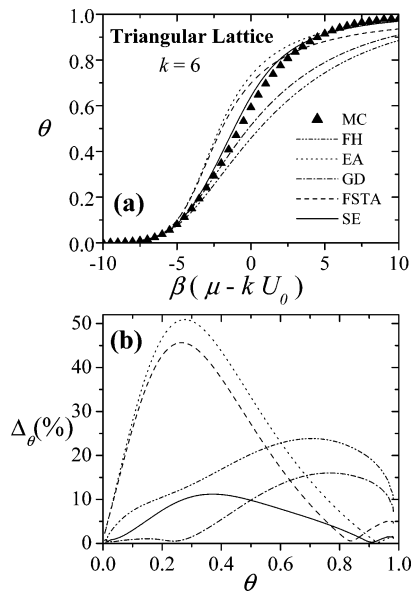 1.0
0.8
0.6
0.4
0.2
0.0
θ
Triangular Lattice
k = 6
MC
FH
EA
GD
FSTA
SE
(a)
-10 -5 0 5 10
β ( μ - k U₀ )
50
40
30
20
10
0
Δθ(%)
(b)
0.0 0.2 0.4 0.6 0.8 1.0
θ